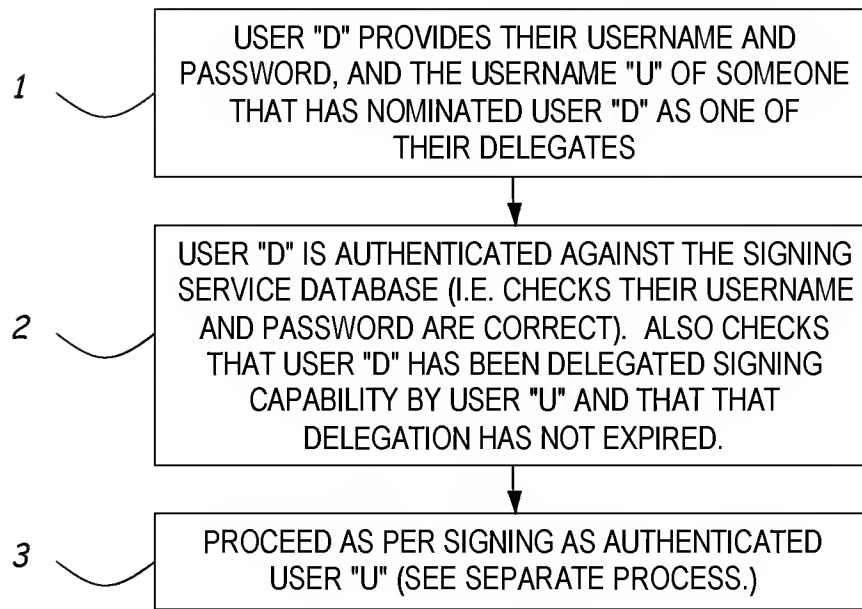 1
USER "D" PROVIDES THEIR USERNAME AND
PASSWORD, AND THE USERNAME "U" OF SOMEONE
THAT HAS NOMINATED USER "D" AS ONE OF
THEIR DELEGATES
2
USER "D" IS AUTHENTICATED AGAINST THE SIGNING
SERVICE DATABASE (I.E. CHECKS THEIR USERNAME
AND PASSWORD ARE CORRECT). ALSO CHECKS
THAT USER "D" HAS BEEN DELEGATED SIGNING
CAPABILITY BY USER "U" AND THAT THAT
DELEGATION HAS NOT EXPIRED.
3
PROCEED AS PER SIGNING AS AUTHENTICATED
USER "U" (SEE SEPARATE PROCESS.)